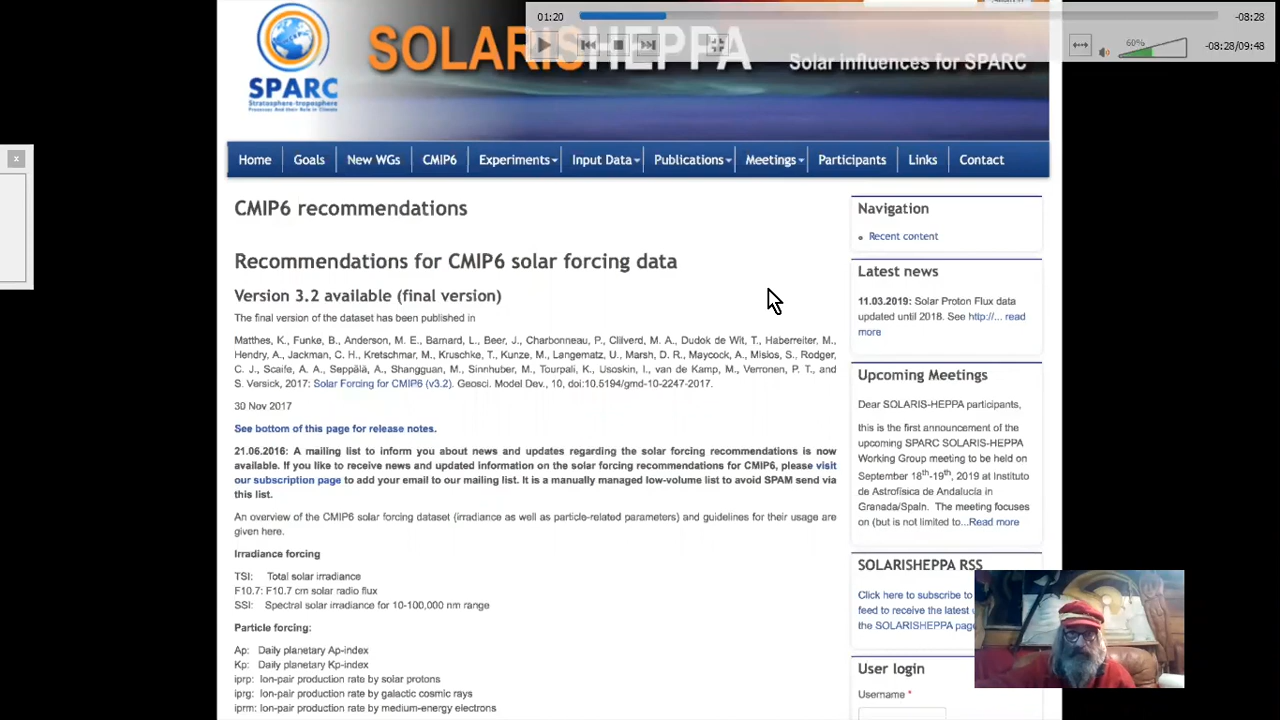 01:20
-08:28
60%
-08:28/09:48
SPARC
Stratosphere-troposphere
Processes And their Role in Climate
SOLARISHEPPA
Solar influences for SPARC
Home Goals New WGs CMIP6 Experiments Input Data Publications Meetings Participants Links Contact
x
CMIP6 recommendations
Recommendations for CMIP6 solar forcing data
Version 3.2 available (final version)
The final version of the dataset has been published in
Matthes, K., Funke, B., Anderson, M. E., Barnard, L., Beer, J., Charbonneau, P., Clilverd, M. A., Dudok de Wit, T., Haberreiter, M.,
Hendry, A., Jackman, C. H., Kretschmar, M., Kruschke, T., Kunze, M., Langematz, U., Marsh, D. R., Maycock, A., Misios, S., Rodger,
C. J., Scaife, A. A., Seppälä, A., Shangguan, M., Sinnhuber, M., Tourpali, K., Usoskin, I., van de Kamp, M., Verronen, P. T., and
S. Versick, 2017: Solar Forcing for CMIP6 (v3.2). Geosci. Model Dev., 10, doi:10.5194/gmd-10-2247-2017.
30 Nov 2017
See bottom of this page for release notes.
21.06.2016: A mailing list to inform you about news and updates regarding the solar forcing recommendations is now
available. If you like to receive news and updated information on the solar forcing recommendations for CMIP6, please visit
our subscription page to add your email to our mailing list. It is a manually managed low-volume list to avoid SPAM send via
this list.
An overview of the CMIP6 solar forcing dataset (irradiance as well as particle-related parameters) and guidelines for their usage are
given here.
Irradiance forcing
TSI: Total solar irradiance
F10.7: F10.7 cm solar radio flux
SSI: Spectral solar irradiance for 10-100,000 nm range
Particle forcing:
Ap: Daily planetary Ap-index
Kp: Daily planetary Kp-index
iprp: Ion-pair production rate by solar protons
iprg: Ion-pair production rate by galactic cosmic rays
iprm: Ion-pair production rate by medium-energy electrons
Navigation
Recent content
Latest news
11.03.2019: Solar Proton Flux data
updated until 2018. See http://... read
more
Upcoming Meetings
Dear SOLARIS-HEPPA participants,
this is the first announcement of the
upcoming SPARC SOLARIS-HEPPA
Working Group meeting to be held on
September 18th-19th, 2019 at Instituto
de Astrofísica de Andalucía in
Granada/Spain. The meeting focuses
on (but is not limited to...Read more
SOLARISHEPPA RSS
Click here to subscribe to
feed to receive the latest
the SOLARISHEPPA
User login
Username *